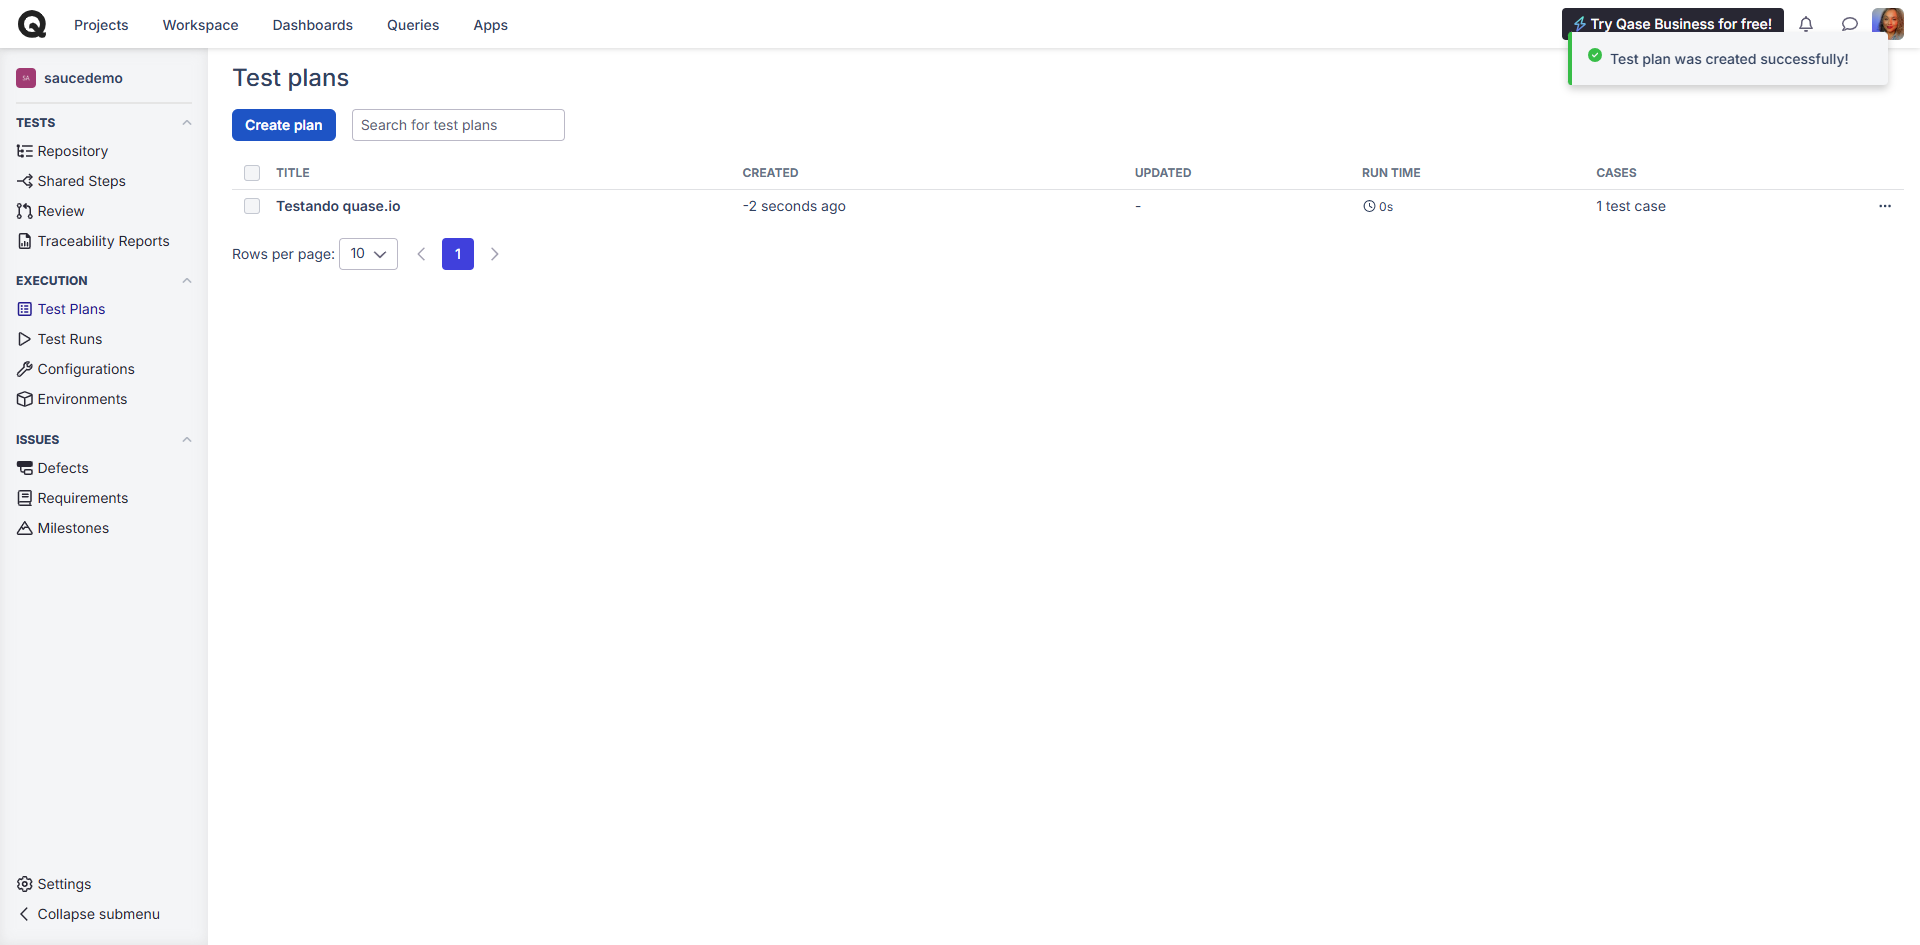 Projects Workspace Dashboards Queries Apps
Try Qase Business for free!
Test plan was created successfully!
SA saucedemo
TESTS
Repository
Shared Steps
Review
Traceability Reports
EXECUTION
Test Plans
Test Runs
Configurations
Environments
ISSUES
Defects
Requirements
Milestones
Settings
Collapse submenu
Test plans
Create plan Search for test plans
TITLE CREATED UPDATED RUN TIME CASES
Testando quase.io -2 seconds ago - 0s 1 test case ...
Rows per page: 10 1